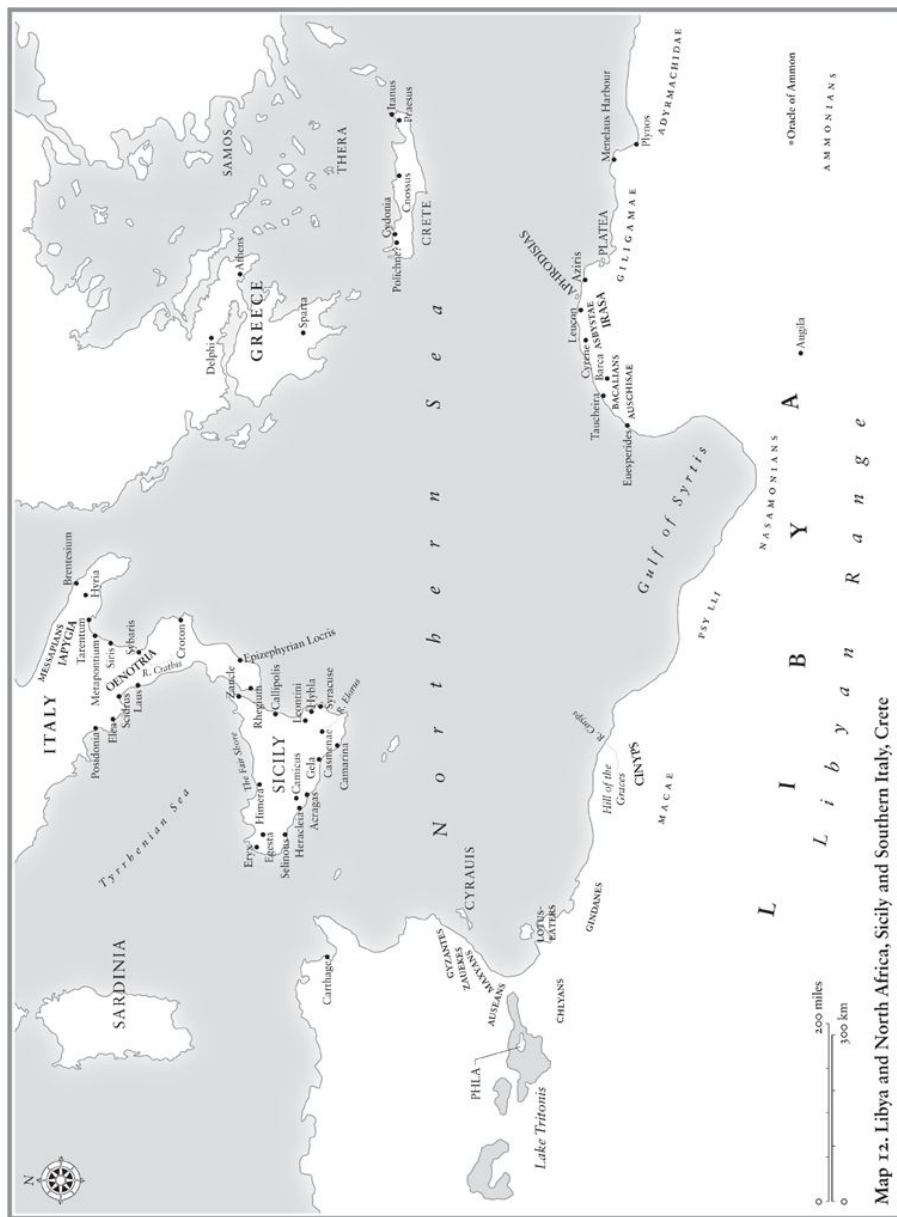 N
ITALY
MESSAPIANS
IAPYGIA
Brentesium
Hyria
Tarentum
Metapontium
Siris
OENOTRIA
Sybaris
R. Crathis
Posidonia
Elea
Scidrus
Laus
Croton
SARDINIA
Tyrrhenian Sea
Zancle
Epizephyrian Locris
Rhegium
The Fair Shore
SICILY
Callipolis
Leontini
Hybla
Syracuse
R. Elorus
Himera
Eryx
Egesta
Selinous
Heracleia
Camicus
Acragas
Gela
Casmenae
Camarina
Delphi
GREECE
Athens
Sparta
SAMOS
THERA
Polichne?
Cydonia
Cnossus
CRETE
Itanus
Praesus
Northern Sea
Carthage
CYRAUIS
GYZANTES
ZAUEKES
MAXYANS
AUSEANS
LOTUS-
EATERS
CHLYANS
GINDANES
PHLA
Lake Tritonis
R. Cinyps
Hill of the
Graces
CINYPS
MACAE
Gulf of Syrtis
PSYLLI
NASAMONIANS
Euesperides
Taucheira
Barca
Cyrene
Leucon
APHRODISIAS
Aziris
PLATEA
ASBYSTAE
IRASA
BACALIANS
AUSCHISAE
GILIGAMAE
Menelaus Harbour
Plynos
ADYRMACHIDAE
Augila
Oracle of Ammon
AMMONIANS
LIBYA
Libyan Range
0 200 miles
0 300 km
Map 12. Libya and North Africa, Sicily and Southern Italy, Crete